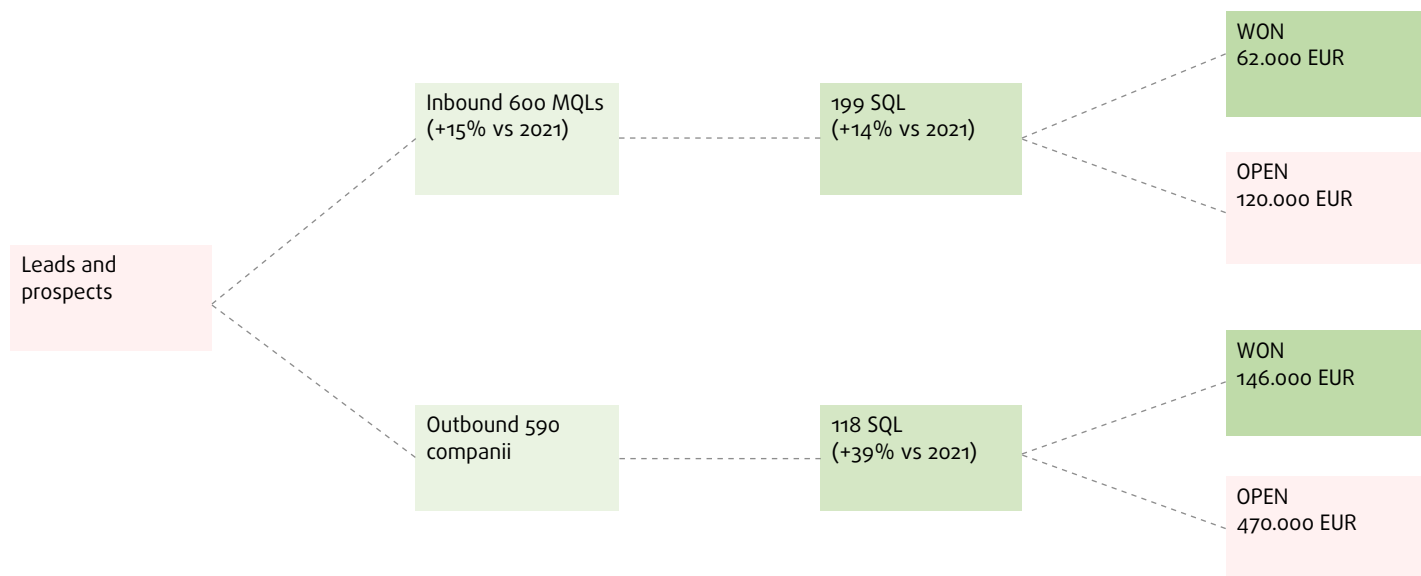 Leads and
prospects
Inbound 600 MQLs
(+15% vs 2021)
199 SQL
(+14% vs 2021)
WON
62.000 EUR
OPEN
120.000 EUR
Outbound 590
companii
118 SQL
(+39% vs 2021)
WON
146.000 EUR
OPEN
470.000 EUR